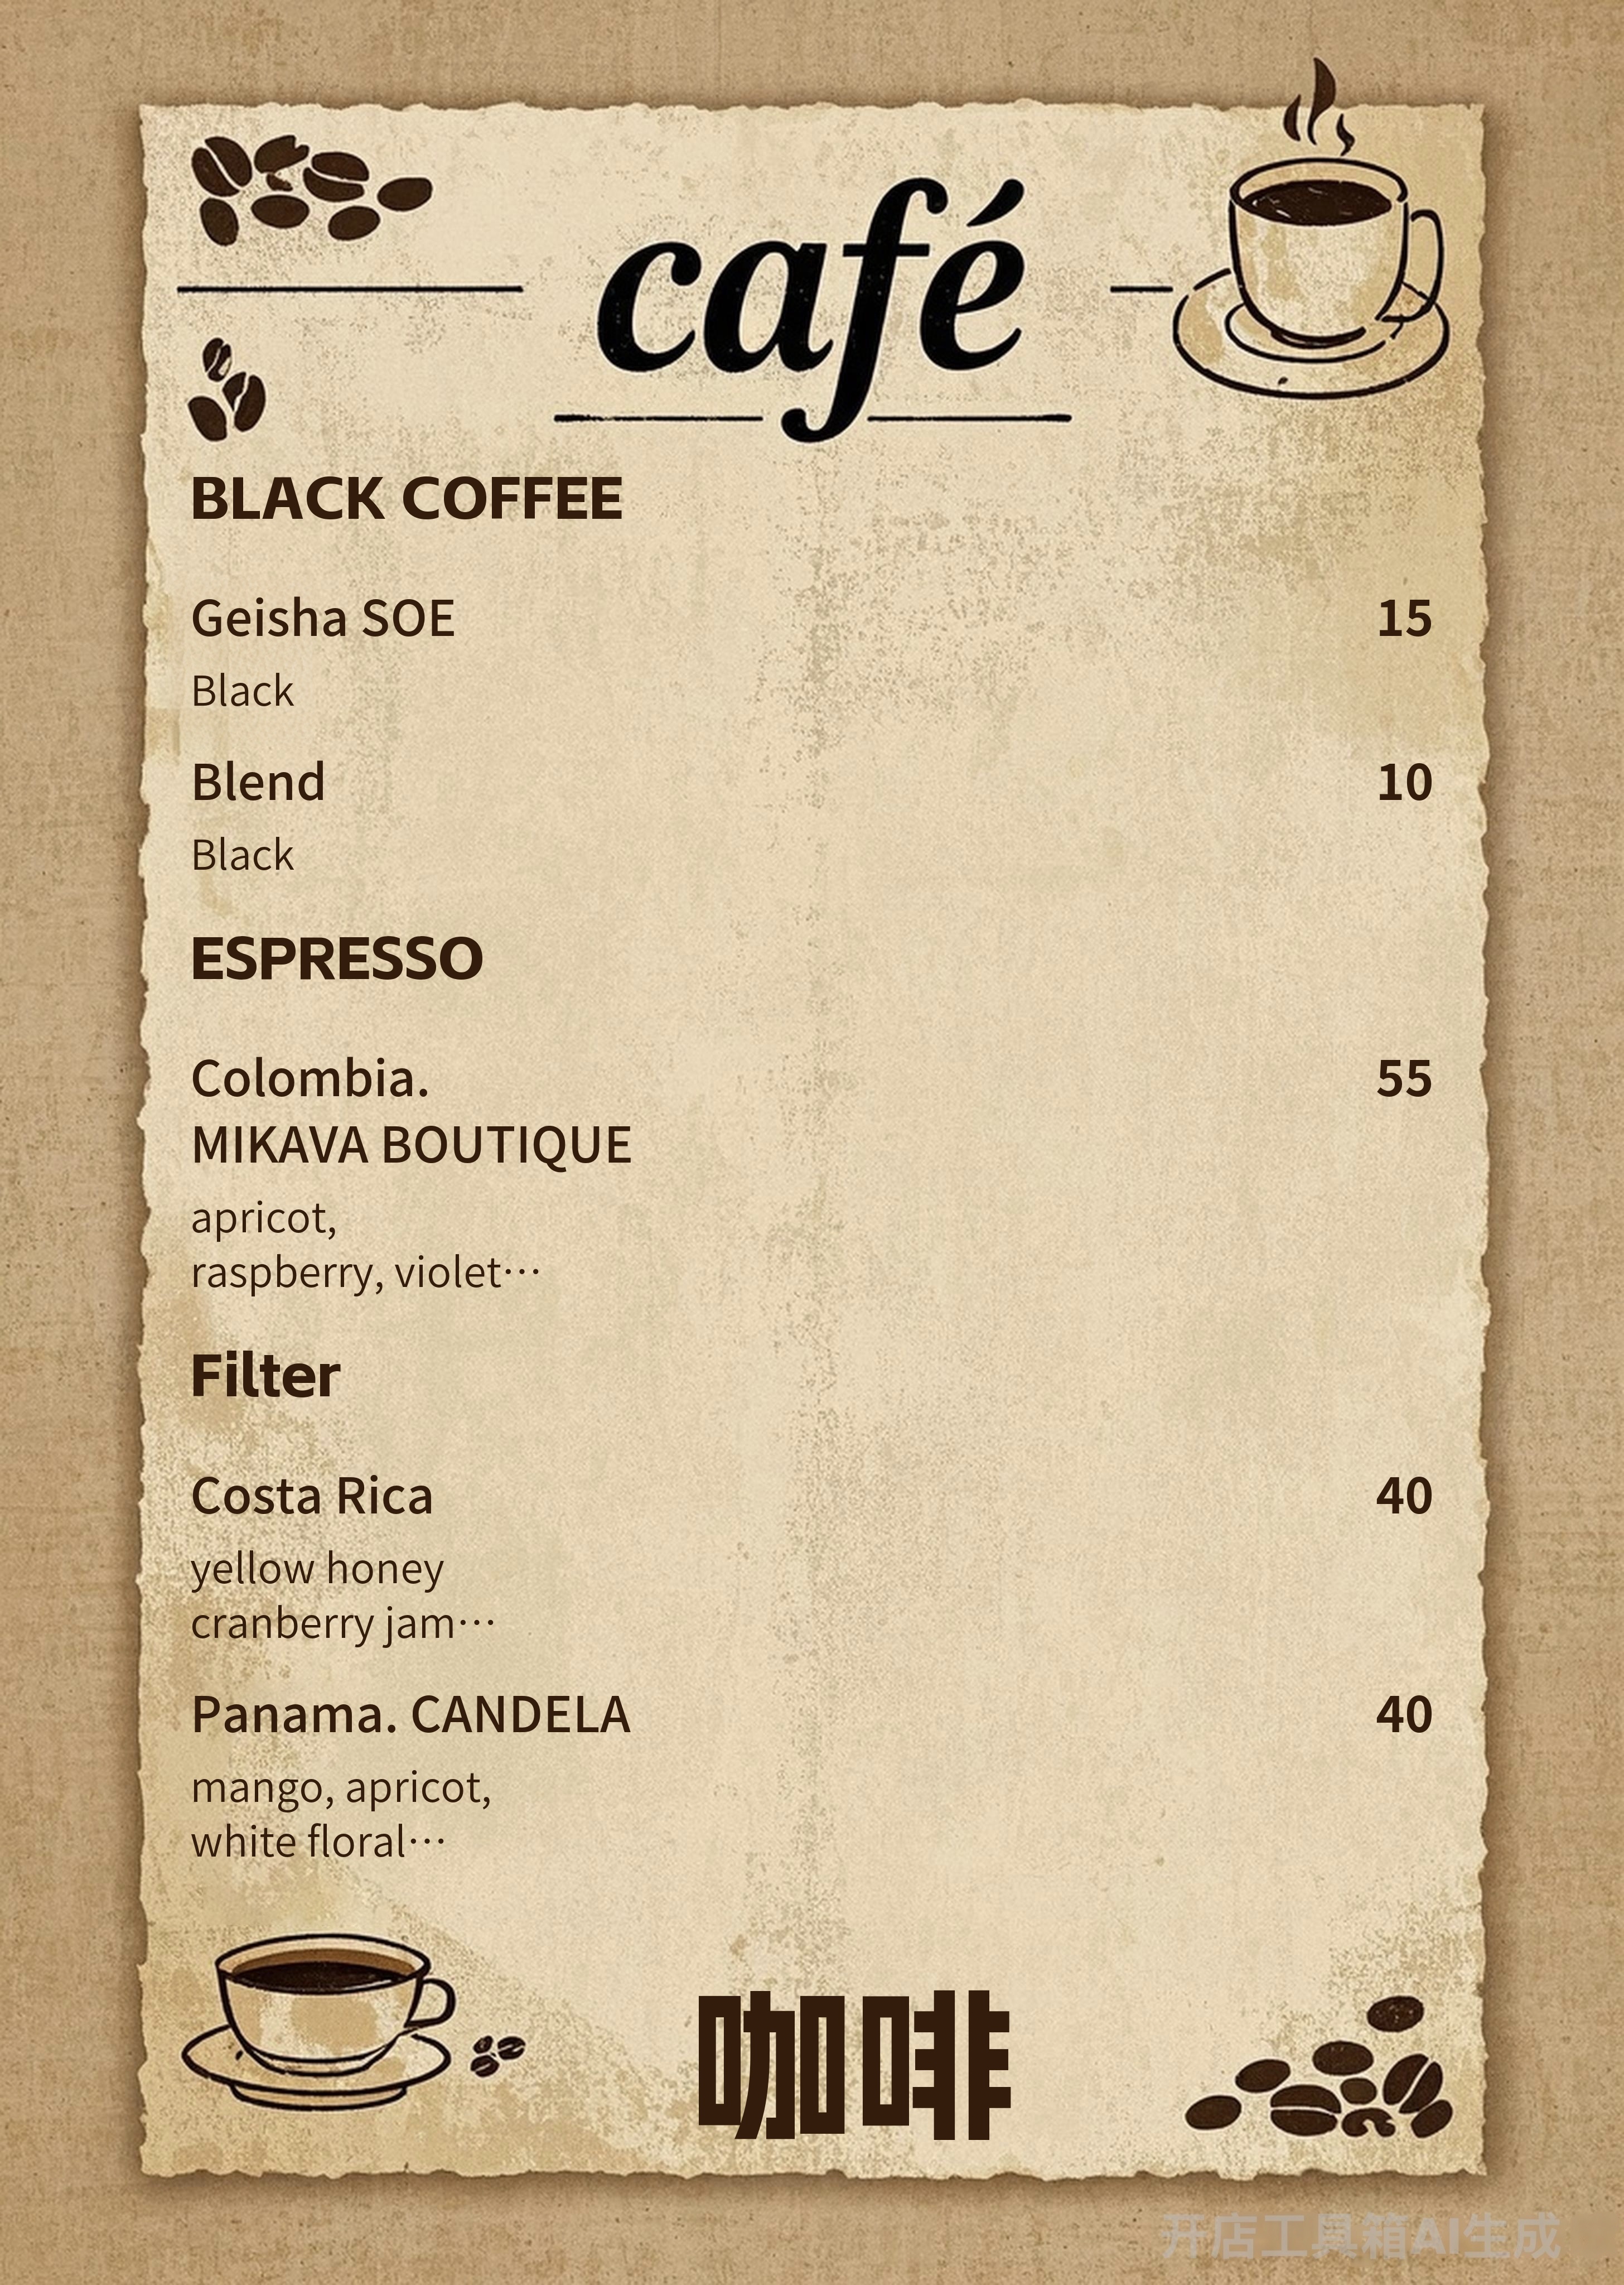 café
BLACK COFFEE
Geisha SOE 15
Black
Blend 10
Black
ESPRESSO
Colombia. 55
MIKAVA BOUTIQUE
apricot,
raspberry, violet···
Filter
Costa Rica 40
yellow honey
cranberry jam···
Panama. CANDELA 40
mango, apricot,
white floral···
咖啡
开店工具箱AI生成